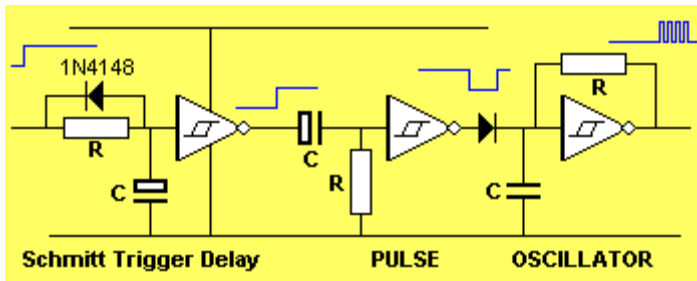 1N4148
R
C
C
R
C
R
Schmitt Trigger Delay
PULSE
OSCILLATOR